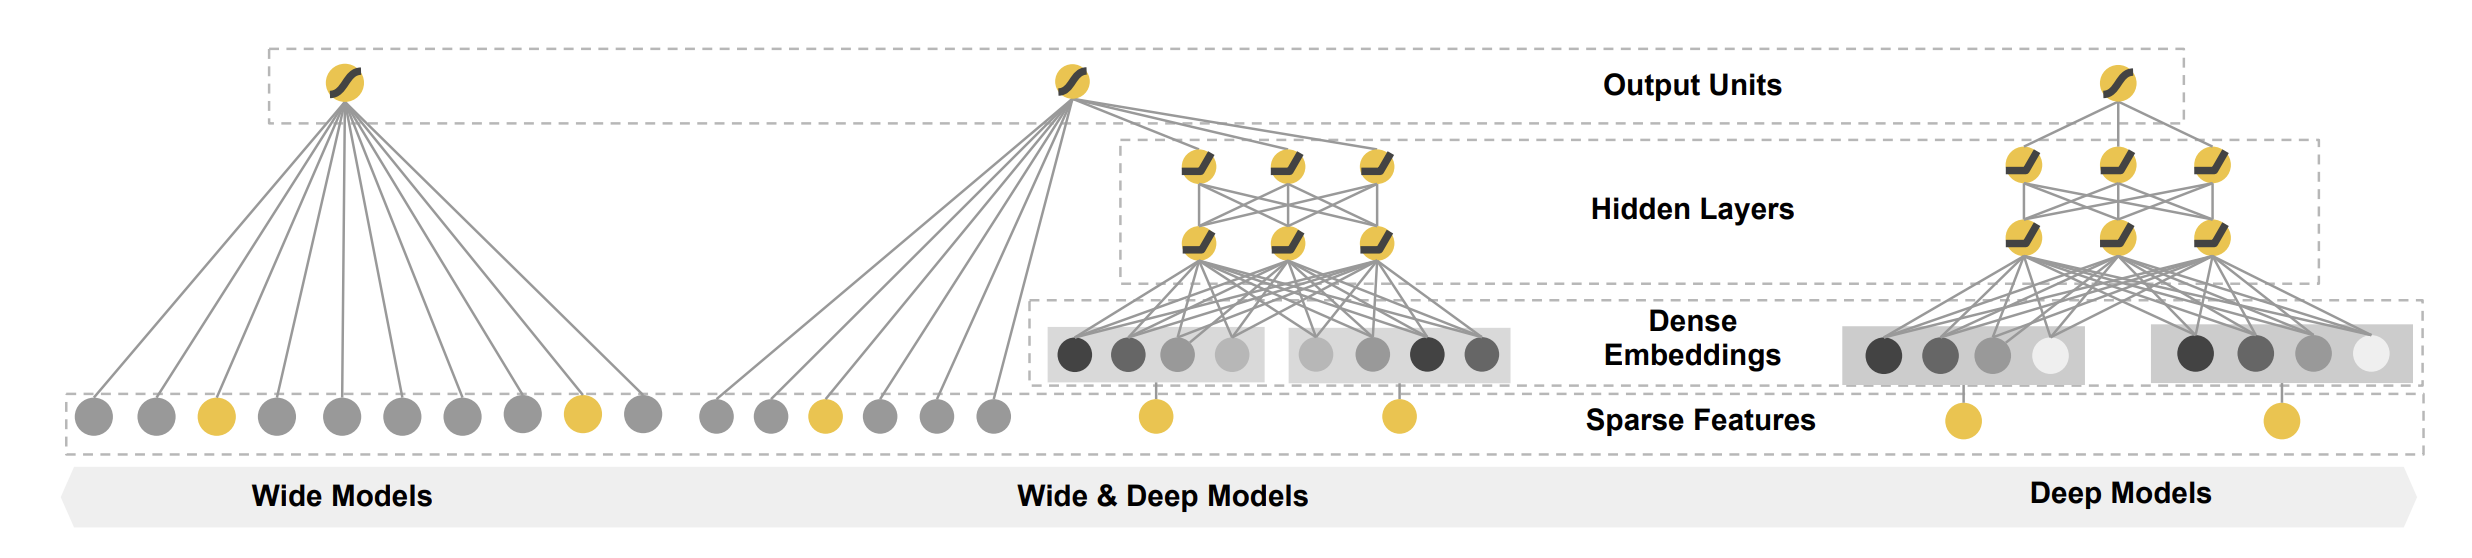 Output Units
Hidden Layers
Dense
Embeddings
Sparse Features
Wide Models
Wide & Deep Models
Deep Models